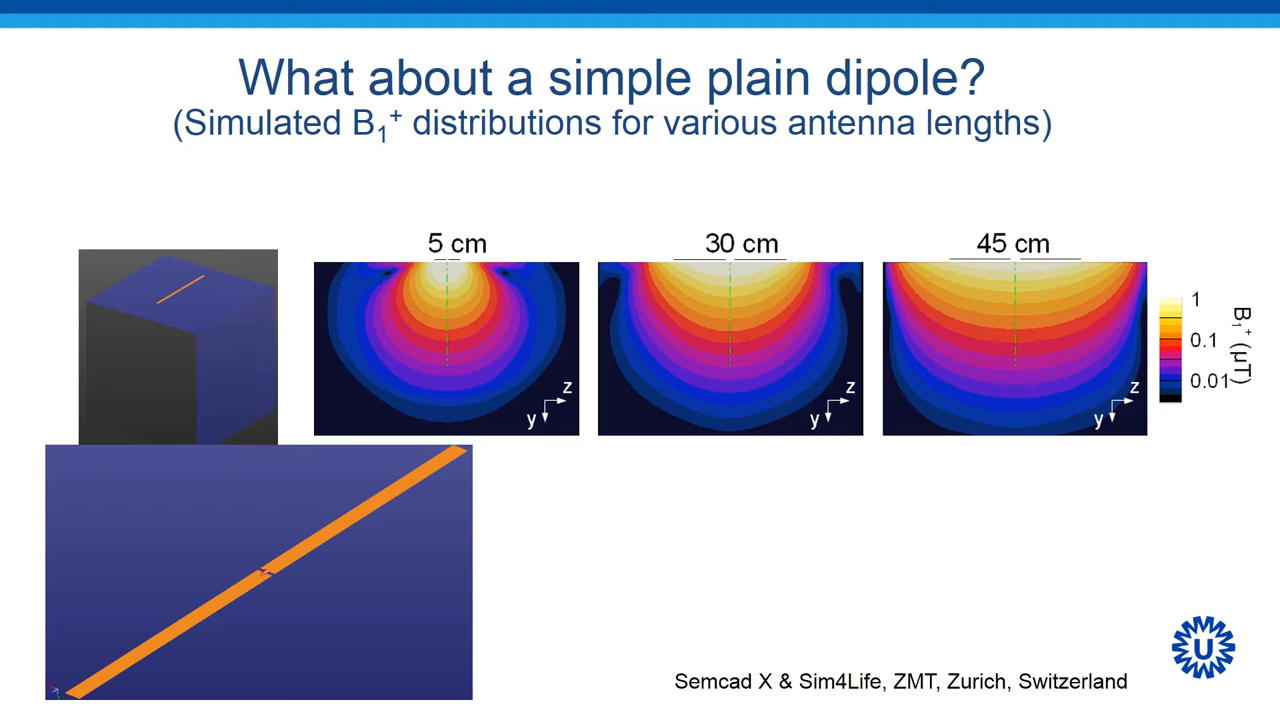 What about a simple plain dipole?
(Simulated B₁⁺ distributions for various antenna lengths)
5 cm
30 cm
45 cm
z
y
z
y
z
y
1
0.1
0.01
B₁⁺ (μT)
U
Semcad X & Sim4Life, ZMT, Zurich, Switzerland